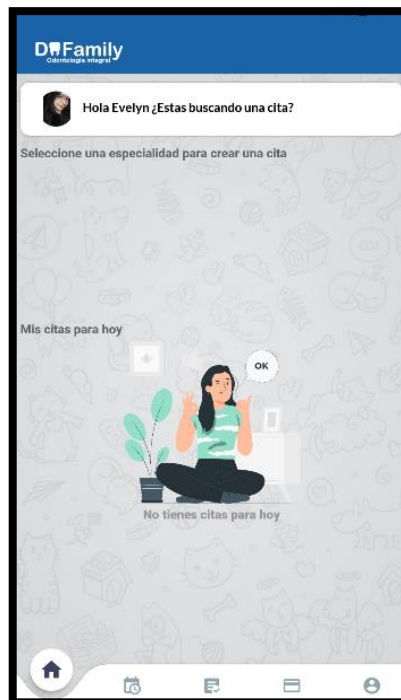 D Family
Odontología integral
Hola Evelyn ¿Estas buscando una cita?
Seleccione una especialidad para crear una cita
Mis citas para hoy
OK
No tienes citas para hoy